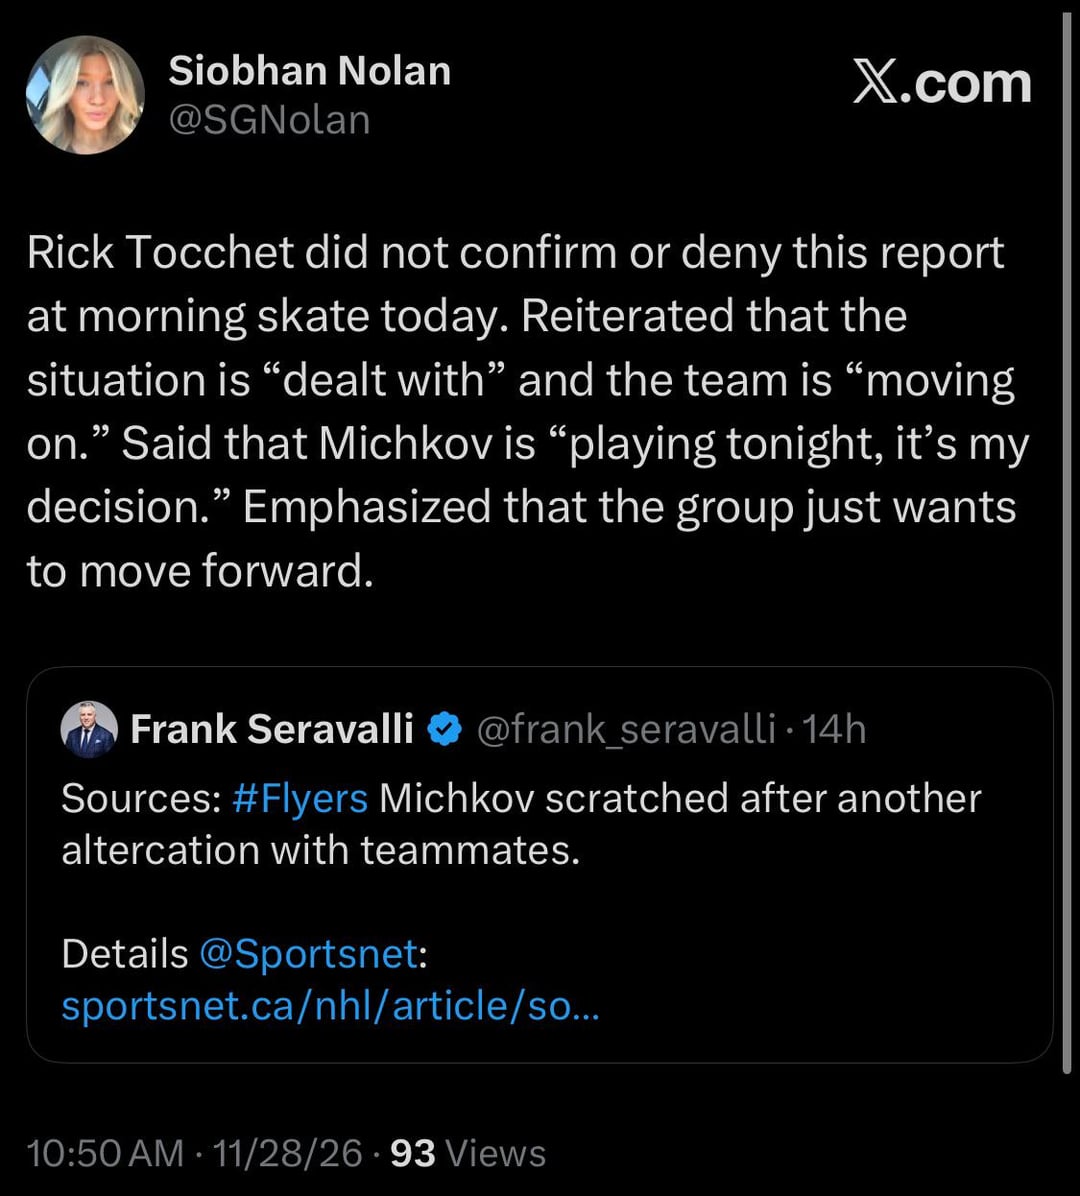 Siobhan Nolan
@SGNolan
X.com
Rick Tocchet did not confirm or deny this report
at morning skate today. Reiterated that the
situation is “dealt with” and the team is “moving
on.” Said that Michkov is “playing tonight, it’s my
decision.” Emphasized that the group just wants
to move forward.
Frank Seravalli @frank_seravalli · 14h
Sources: #Flyers Michkov scratched after another
altercation with teammates.
Details @Sportsnet:
sportsnet.ca/nhl/article/so...
10:50 AM · 11/28/26 · 93 Views